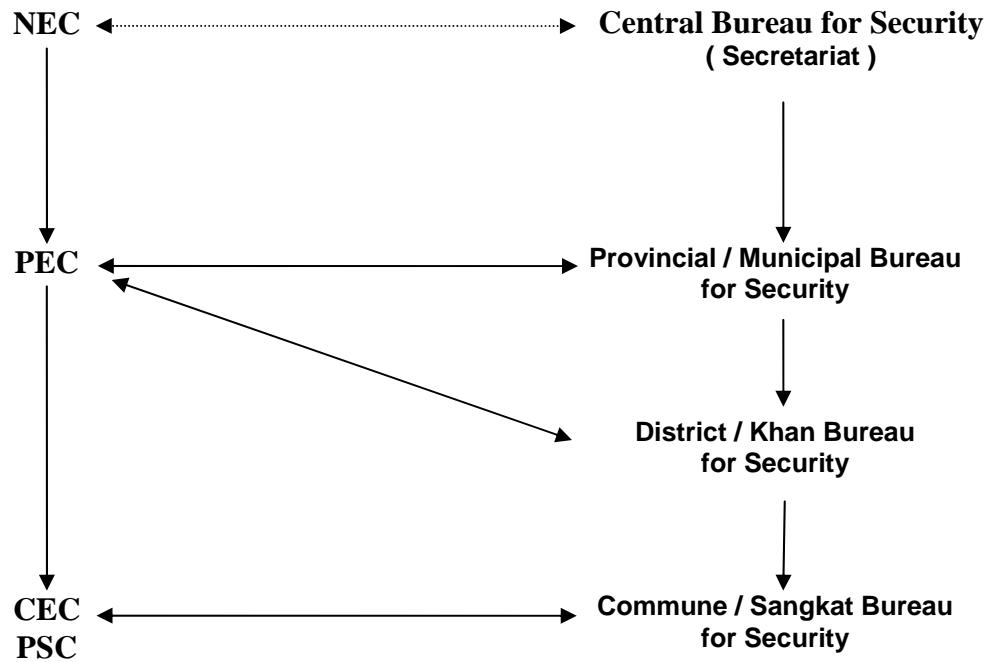 NEC
Central Bureau for Security
( Secretariat )
PEC
Provincial / Municipal Bureau
for Security
District / Khan Bureau
for Security
CEC
PSC
Commune / Sangkat Bureau
for Security